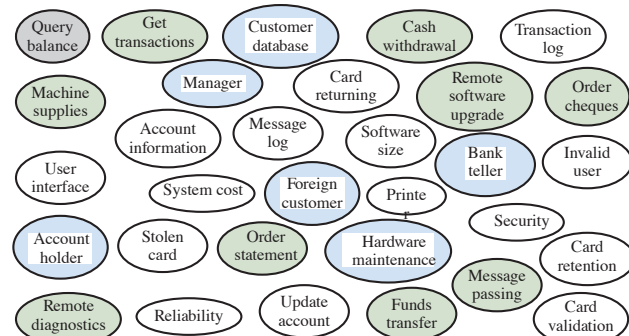 Query
balance
Get
transactions
Customer
database
Cash
withdrawal
Transaction
log
Machine
supplies
Manager
Card
returning
Remote
software
upgrade
Order
cheques
Account
information
Message
log
Software
size
Bank
teller
Invalid
user
User
interface
System cost
Foreign
customer
Printe
r
Security
Account
holder
Stolen
card
Order
statement
Hardware
maintenance
Card
retention
Message
passing
Remote
diagnostics
Reliability
Update
account
Funds
transfer
Card
validation